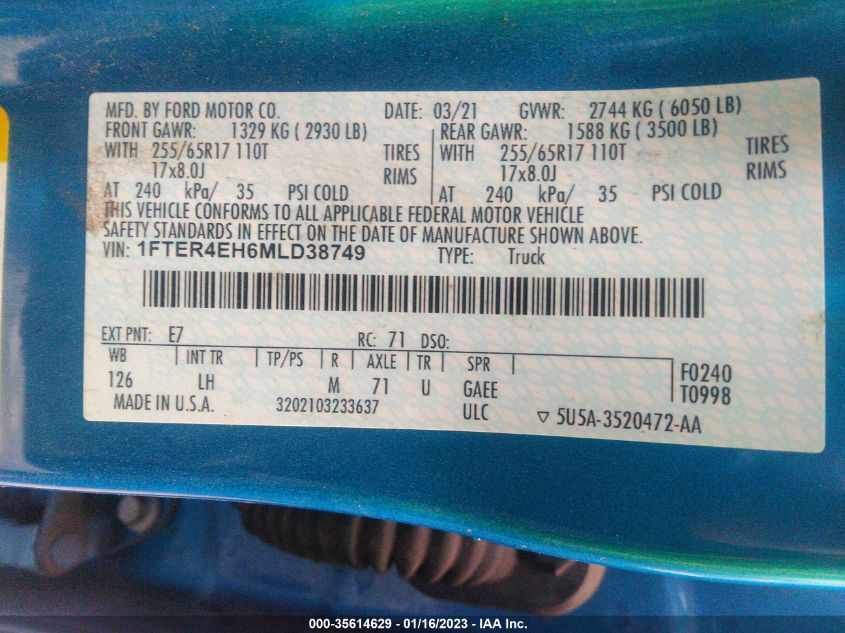 MFD. BY FORD MOTOR CO. DATE: 03/21 GVWR: 2744 KG ( 6050 LB)
FRONT GAWR: 1329 KG ( 2930 LB) REAR GAWR: 1588 KG ( 3500 LB)
WITH 255/65R17 110T TIRES WITH 255/65R17 110T TIRES
17x8.0J RIMS 17x8.0J RIMS
AT 240 kPa/ 35 PSI COLD AT 240 kPa/ 35 PSI COLD
THIS VEHICLE CONFORMS TO ALL APPLICABLE FEDERAL MOTOR VEHICLE
SAFETY STANDARDS IN EFFECT ON THE DATE OF MANUFACTURE SHOWN ABOVE.
VIN: 1FTER4EH6MLD38749 TYPE: Truck
EXT PNT: E7 RC: 71 DSO:
WB INT TR TP/PS R AXLE TR SPR
126 LH M 71 U GAEE F0240
T0998
MADE IN U.S.A. 3202103233637 ULC ▽ 5U5A-3520472-AA
000-35614629 - 01/16/2023 - IAA Inc.